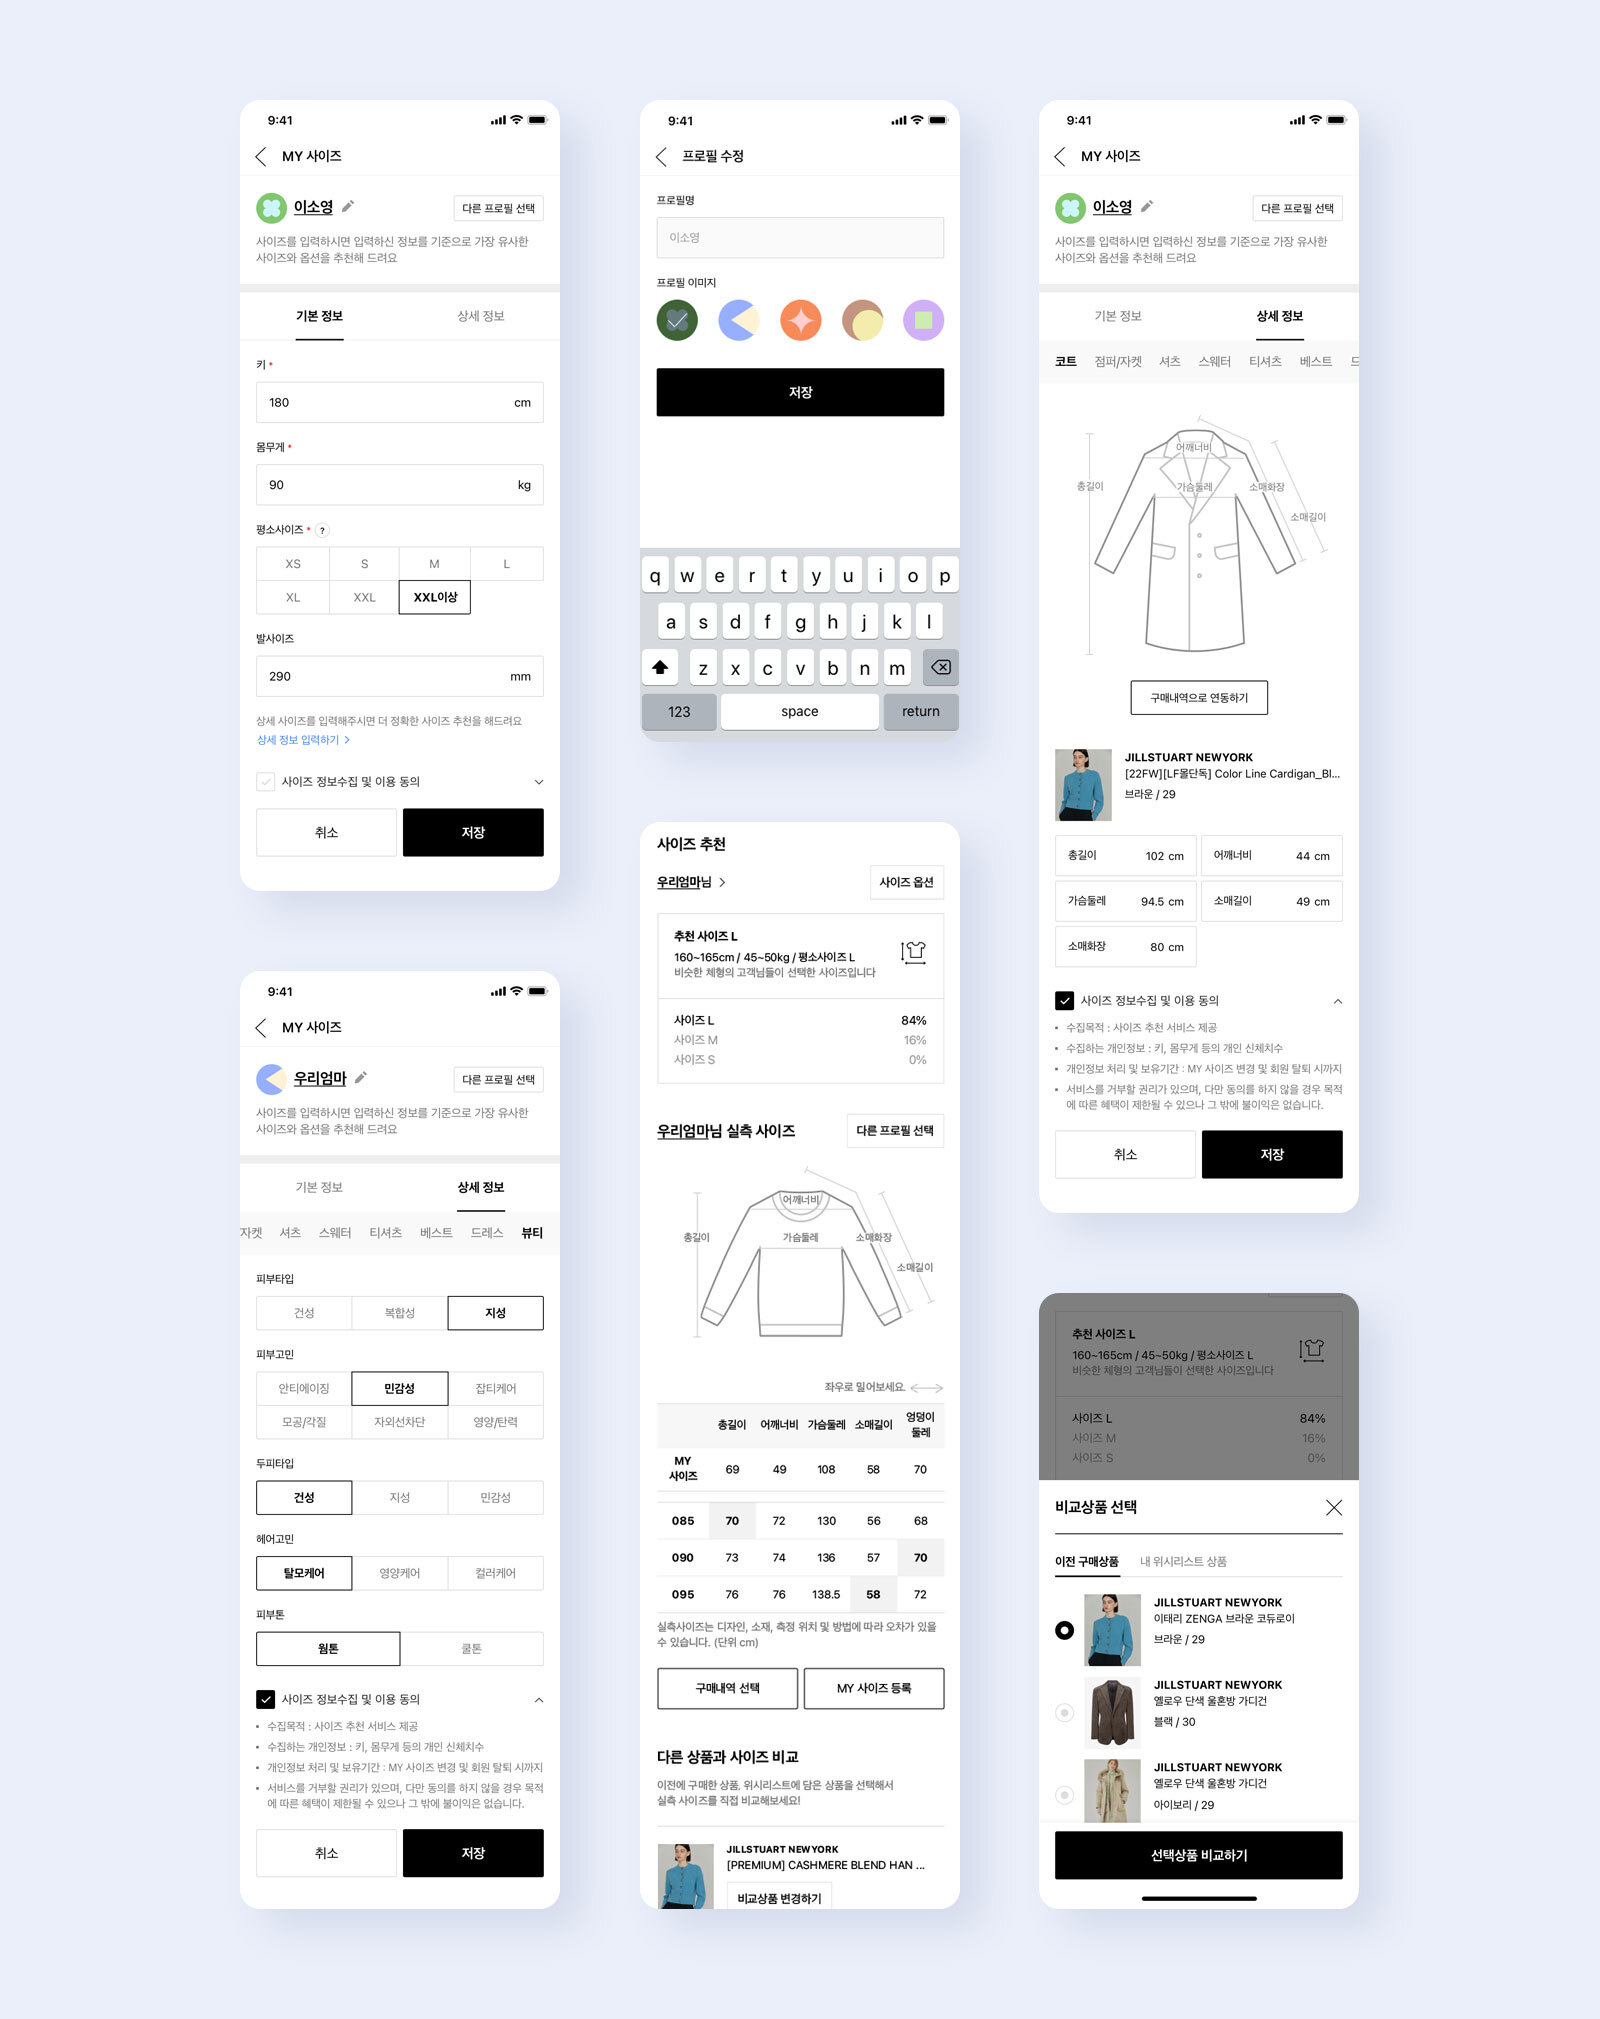 9:41
MY 사이즈
이소영
다른 프로필 선택
사이즈를 입력하시면 입력하신 정보를 기준으로 가장 유사한
사이즈와 옵션을 추천해 드려요
기본 정보
상세 정보
키 *
180
cm
몸무게 *
90
kg
평소사이즈 * ?
XS
S
M
L
XL
XXL
XXL이상
발사이즈
290
mm
상세 사이즈를 입력해주시면 더 정확한 사이즈 추천을 해드려요
상세 정보 입력하기 >
사이즈 정보수집 및 이용 동의
취소
저장
9:41
MY 사이즈
우리엄마
다른 프로필 선택
사이즈를 입력하시면 입력하신 정보를 기준으로 가장 유사한
사이즈와 옵션을 추천해 드려요
기본 정보
상세 정보
자켓
셔츠
스웨터
티셔츠
베스트
드레스
뷰티
피부타입
건성
복합성
지성
피부고민
안티에이징
민감성
잡티케어
모공/각질
자외선차단
영양/탄력
두피타입
건성
지성
민감성
헤어고민
탈모케어
영양케어
컬러케어
피부톤
웜톤
쿨톤
사이즈 정보수집 및 이용 동의
• 수집목적 : 사이즈 추천 서비스 제공
• 수집하는 개인정보 : 키, 몸무게 등의 개인 신체치수
• 개인정보 처리 및 보유기간 : MY 사이즈 변경 및 회원 탈퇴 시까지
• 서비스를 거부할 권리가 있으며, 다만 동의를 하지 않을 경우 목적
에 따른 혜택이 제한될 수 있으나 그 밖에 불이익은 없습니다.
취소
저장
9:41
프로필 수정
프로필명
이소영
프로필 이미지
저장
q w e r t y u i o p
a s d f g h j k l
z x c v b n m
123
space
return
사이즈 추천
우리엄마님 >
사이즈 옵션
추천 사이즈 L
160~165cm / 45~50kg / 평소사이즈 L
비슷한 체형의 고객님들이 선택한 사이즈입니다
사이즈 L
84%
사이즈 M
16%
사이즈 S
0%
우리엄마님 실측 사이즈
다른 프로필 선택
어깨너비
총길이
가슴둘레
소매화장
소매길이
좌우로 밀어보세요.
총길이 어깨너비 가슴둘레 소매길이 엉덩이
둘레
MY
사이즈
69 49 108 58 70
085 70 72 130 56 68
090 73 74 136 57 70
095 76 76 138.5 58 72
실측사이즈는 디자인, 소재, 측정 위치 및 방법에 따라 오차가 있을
수 있습니다. (단위 cm)
구매내역 선택
MY 사이즈 등록
다른 상품과 사이즈 비교
이전에 구매한 상품, 위시리스트에 담은 상품을 선택해서
실측 사이즈를 직접 비교해보세요!
JILLSTUART NEWYORK
[PREMIUM] CASHMERE BLEND HAN ...
비교상품 변경하기
9:41
MY 사이즈
이소영
다른 프로필 선택
사이즈를 입력하시면 입력하신 정보를 기준으로 가장 유사한
사이즈와 옵션을 추천해 드려요
기본 정보
상세 정보
코트
점퍼/자켓
셔츠
스웨터
티셔츠
베스트
드
어깨너비
총길이
가슴둘레
소매화장
소매길이
구매내역으로 연동하기
JILLSTUART NEWYORK
[22FW][LF몰단독] Color Line Cardigan_Bl...
브라운 / 29
총길이
102 cm
어깨너비
44 cm
가슴둘레
94.5 cm
소매길이
49 cm
소매화장
80 cm
사이즈 정보수집 및 이용 동의
• 수집목적 : 사이즈 추천 서비스 제공
• 수집하는 개인정보 : 키, 몸무게 등의 개인 신체치수
• 개인정보 처리 및 보유기간 : MY 사이즈 변경 및 회원 탈퇴 시까지
• 서비스를 거부할 권리가 있으며, 다만 동의를 하지 않을 경우 목적
에 따른 혜택이 제한될 수 있으나 그 밖에 불이익은 없습니다.
취소
저장
추천 사이즈 L
160~165cm / 45~50kg / 평소사이즈 L
비슷한 체형의 고객님들이 선택한 사이즈입니다
사이즈 L
84%
사이즈 M
16%
사이즈 S
0%
비교상품 선택
이전 구매상품
내 위시리스트 상품
JILLSTUART NEWYORK
이태리 ZENGA 브라운 코듀로이
브라운 / 29
JILLSTUART NEWYORK
옐로우 단색 울혼방 가디건
블랙 / 30
JILLSTUART NEWYORK
옐로우 단색 울혼방 가디건
아이보리 / 29
선택상품 비교하기